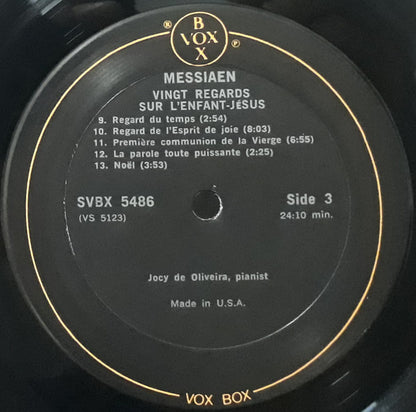 BOX
VOX
®
℗
MESSIAEN
VINGT REGARDS
SUR L'ENFANT-JÉSUS
9. Regard du temps (2:54)
10. Regard de l'Esprit de joie (8:03)
11. Première communion de la Vierge (6:55)
12. La parole toute puissante (2:25)
13. Noël (3:53)
SVBX 5486
Side 3
(VS 5123)
24:10 min.
Jocy de Oliveira, pianist
Made in U.S.A.
VOX BOX